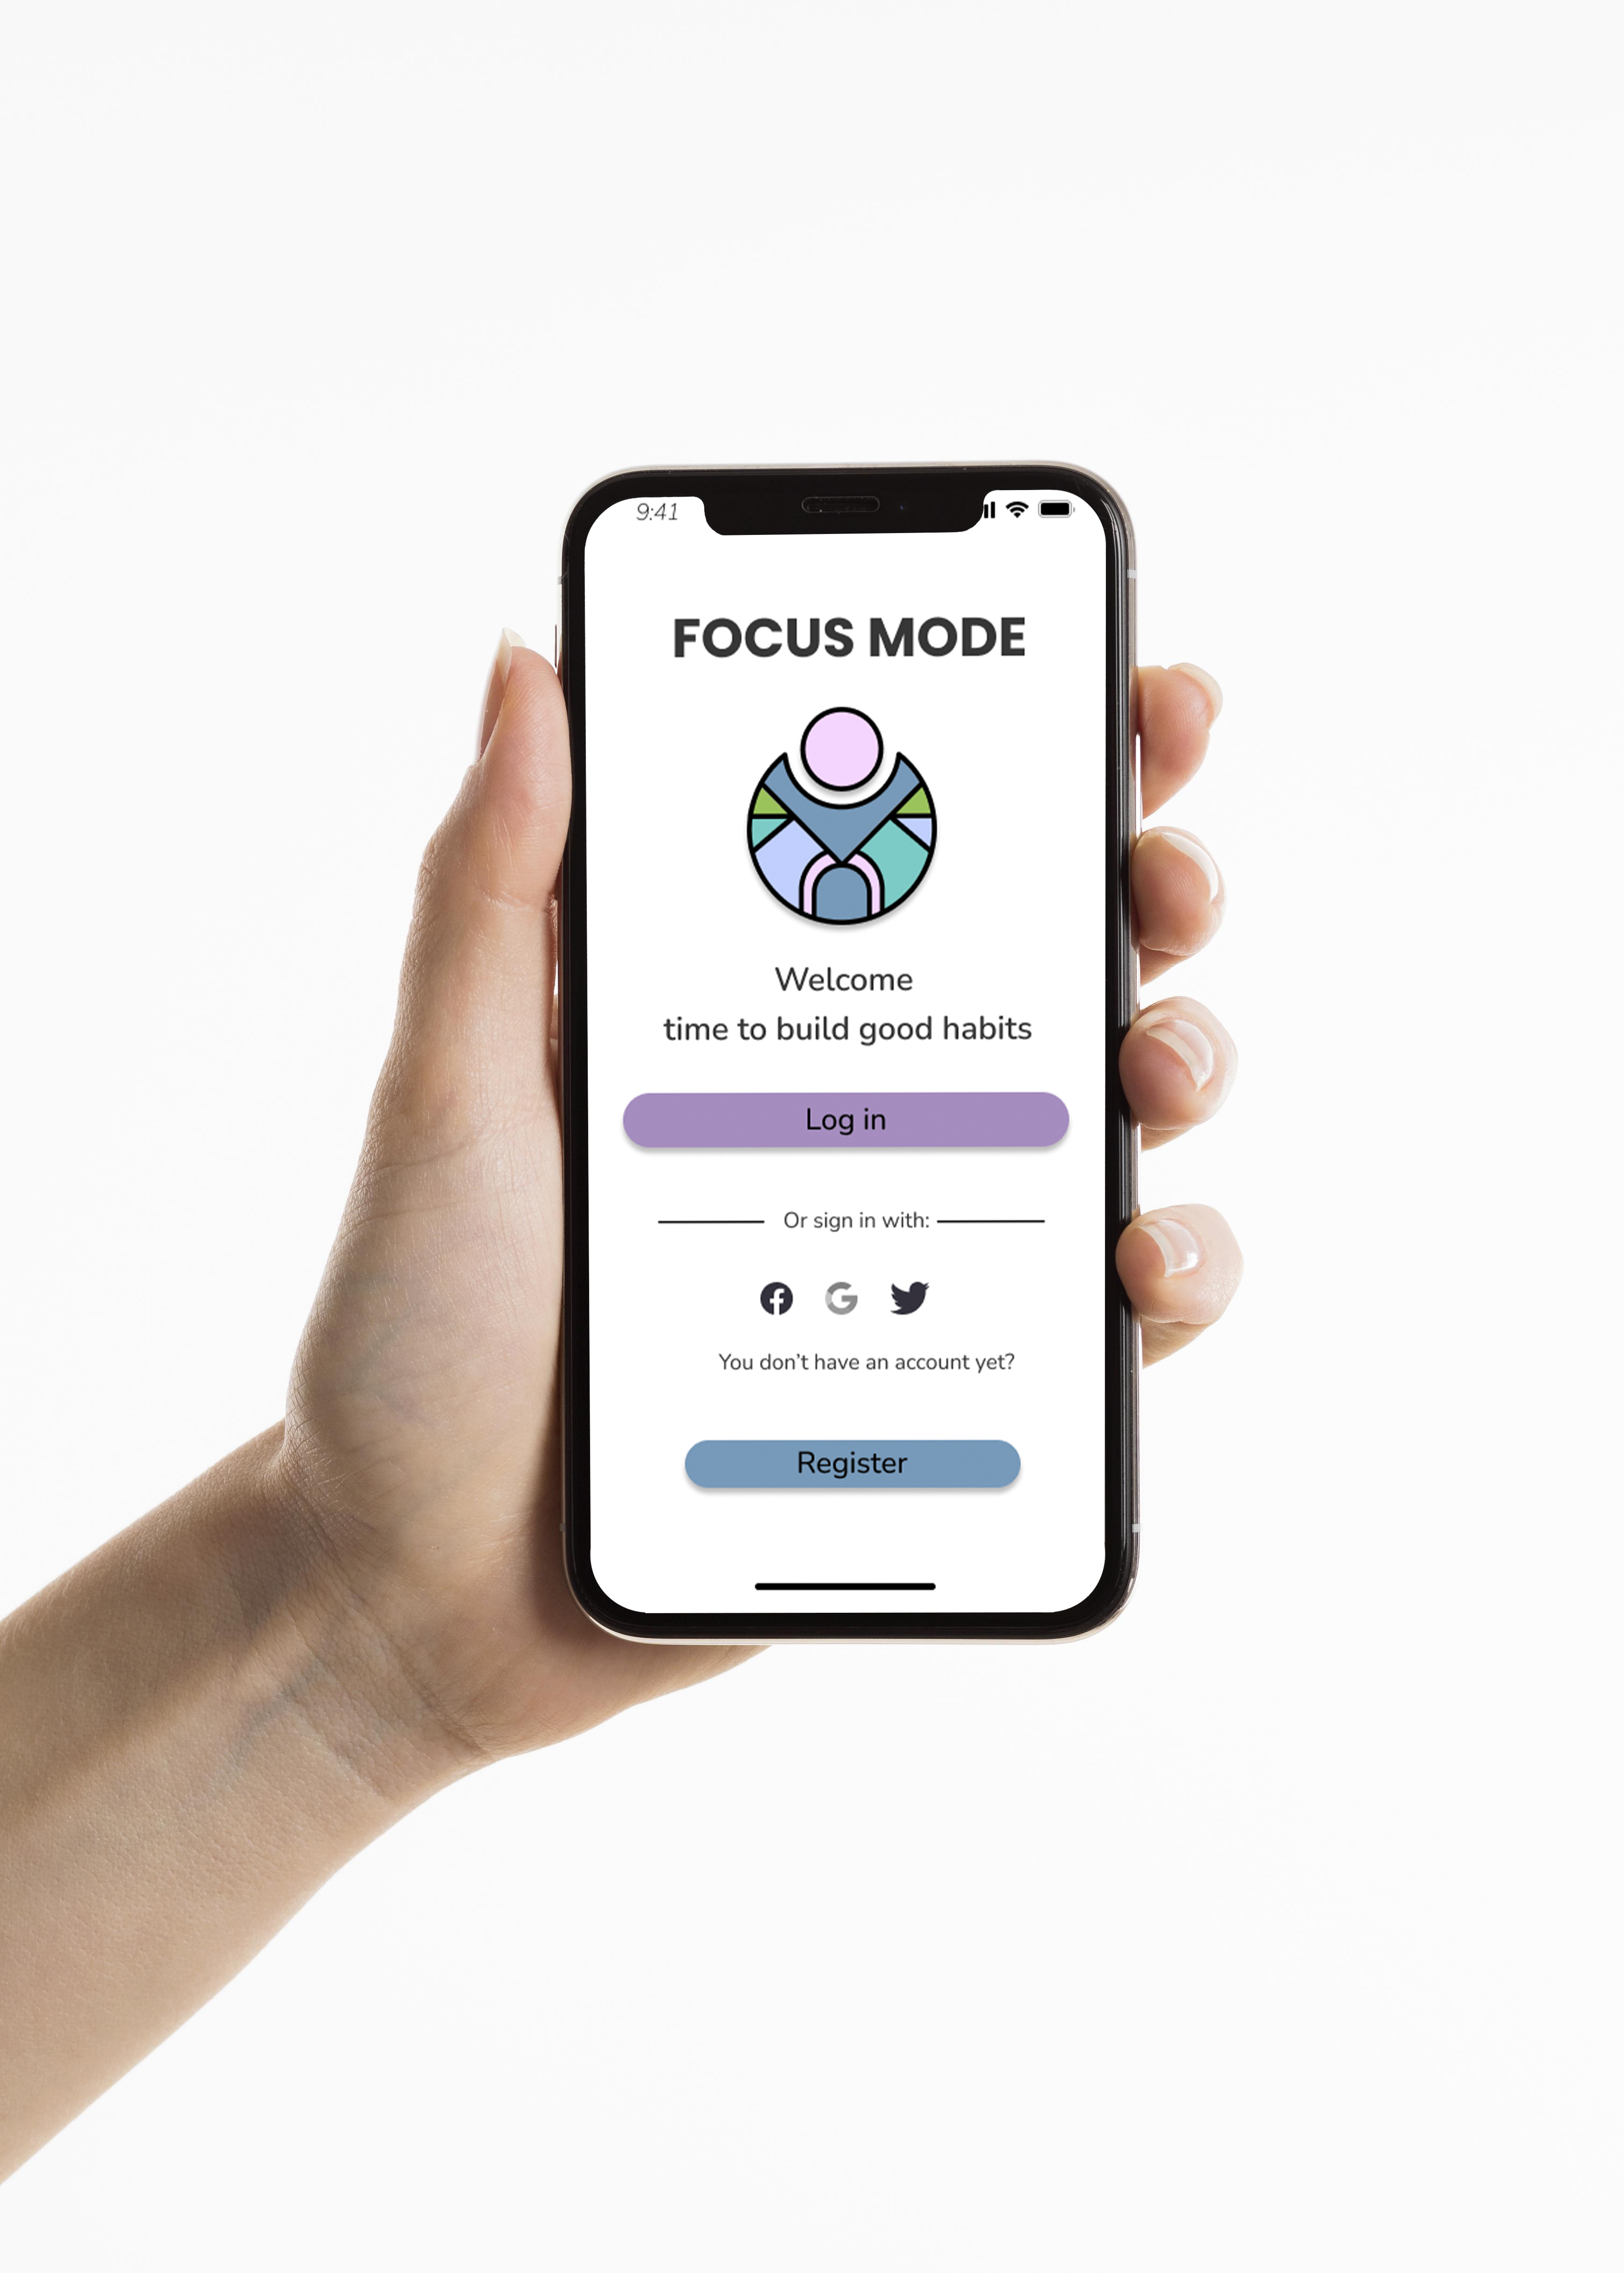 9:41
FOCUS MODE
Welcome
time to build good habits
Log in
Or sign in with:
You don't have an account yet?
Register